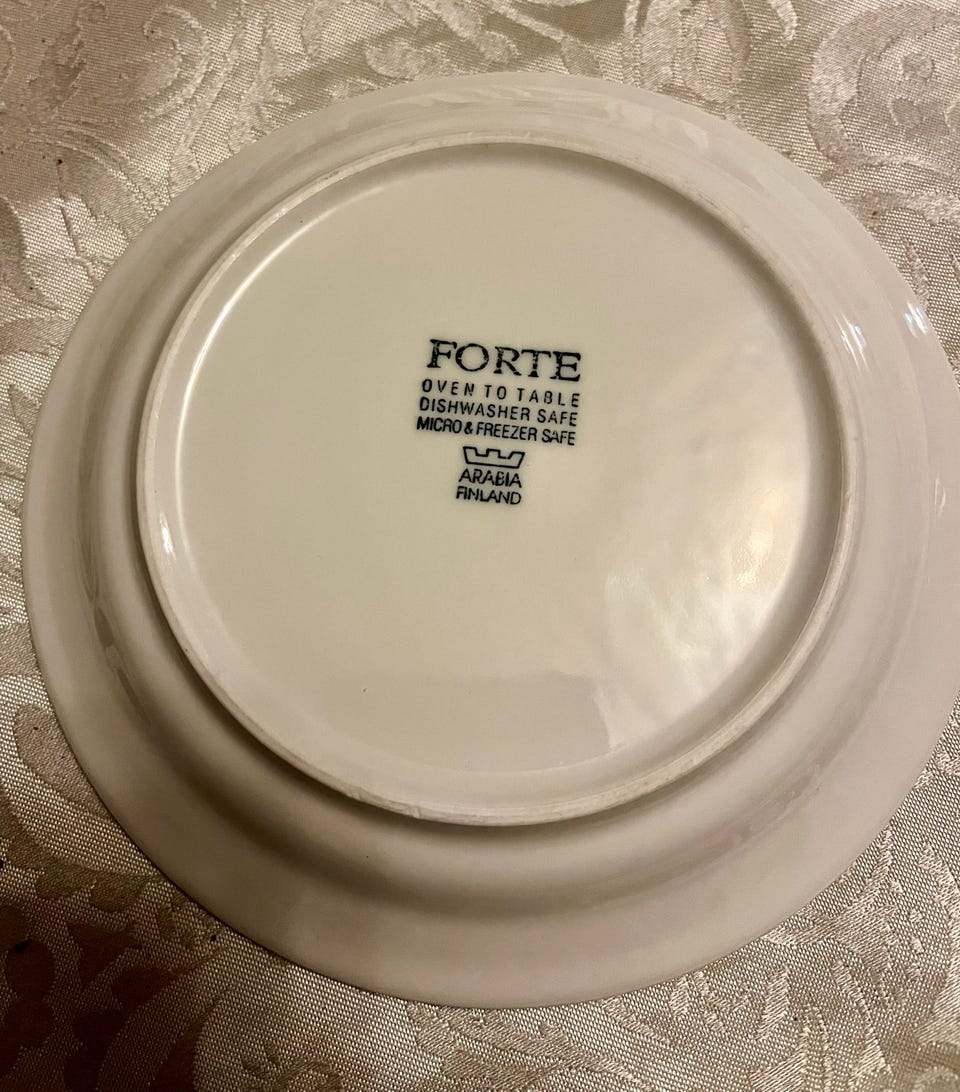 FORTE
OVEN TO TABLE
DISHWASHER SAFE
MICRO & FREEZER SAFE
ARABIA
FINLAND